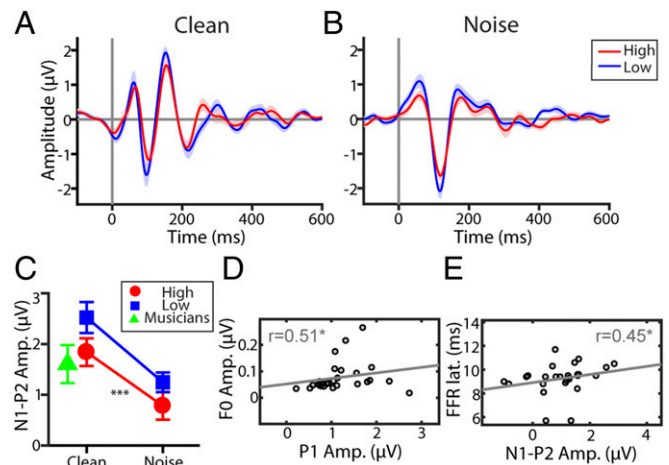 A
Clean
B
Noise
High
Low
Amplitude (µV)
2
1
0
-1
-2
0
200
400
600
Time (ms)
2
1
0
-1
-2
0
200
400
600
Time (ms)
C
High
Low
Musicians
N1-P2 Amp. (µV)
3
2
1
0
***
Clean
Noise
D
r=0.51*
F0 Amp. (µV)
0.2
0.1
0
0
1
2
3
P1 Amp. (µV)
E
r=0.45*
FFR lat. (ms)
14
12
10
8
6
0
2
4
N1-P2 Amp. (µV)